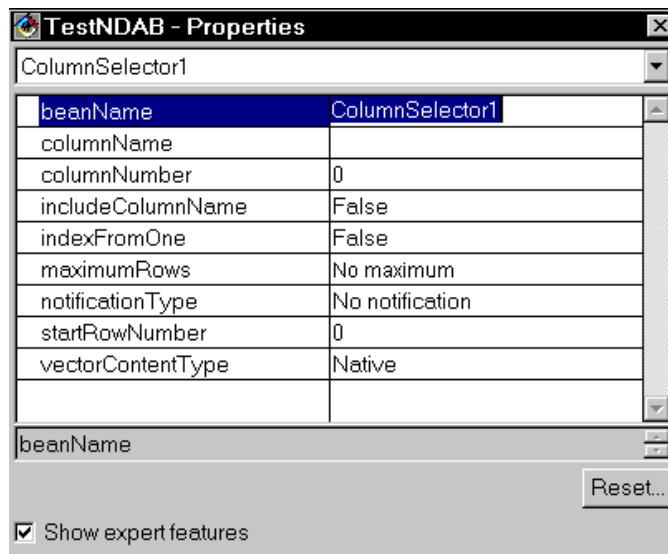 TestNDAB - Properties
ColumnSelector1
beanName ColumnSelector1
columnName
columnNumber 0
includeColumnName False
indexFromOne False
maximumRows No maximum
notificationType No notification
startRowNumber 0
vectorContentType Native
beanName
Reset...
Show expert features